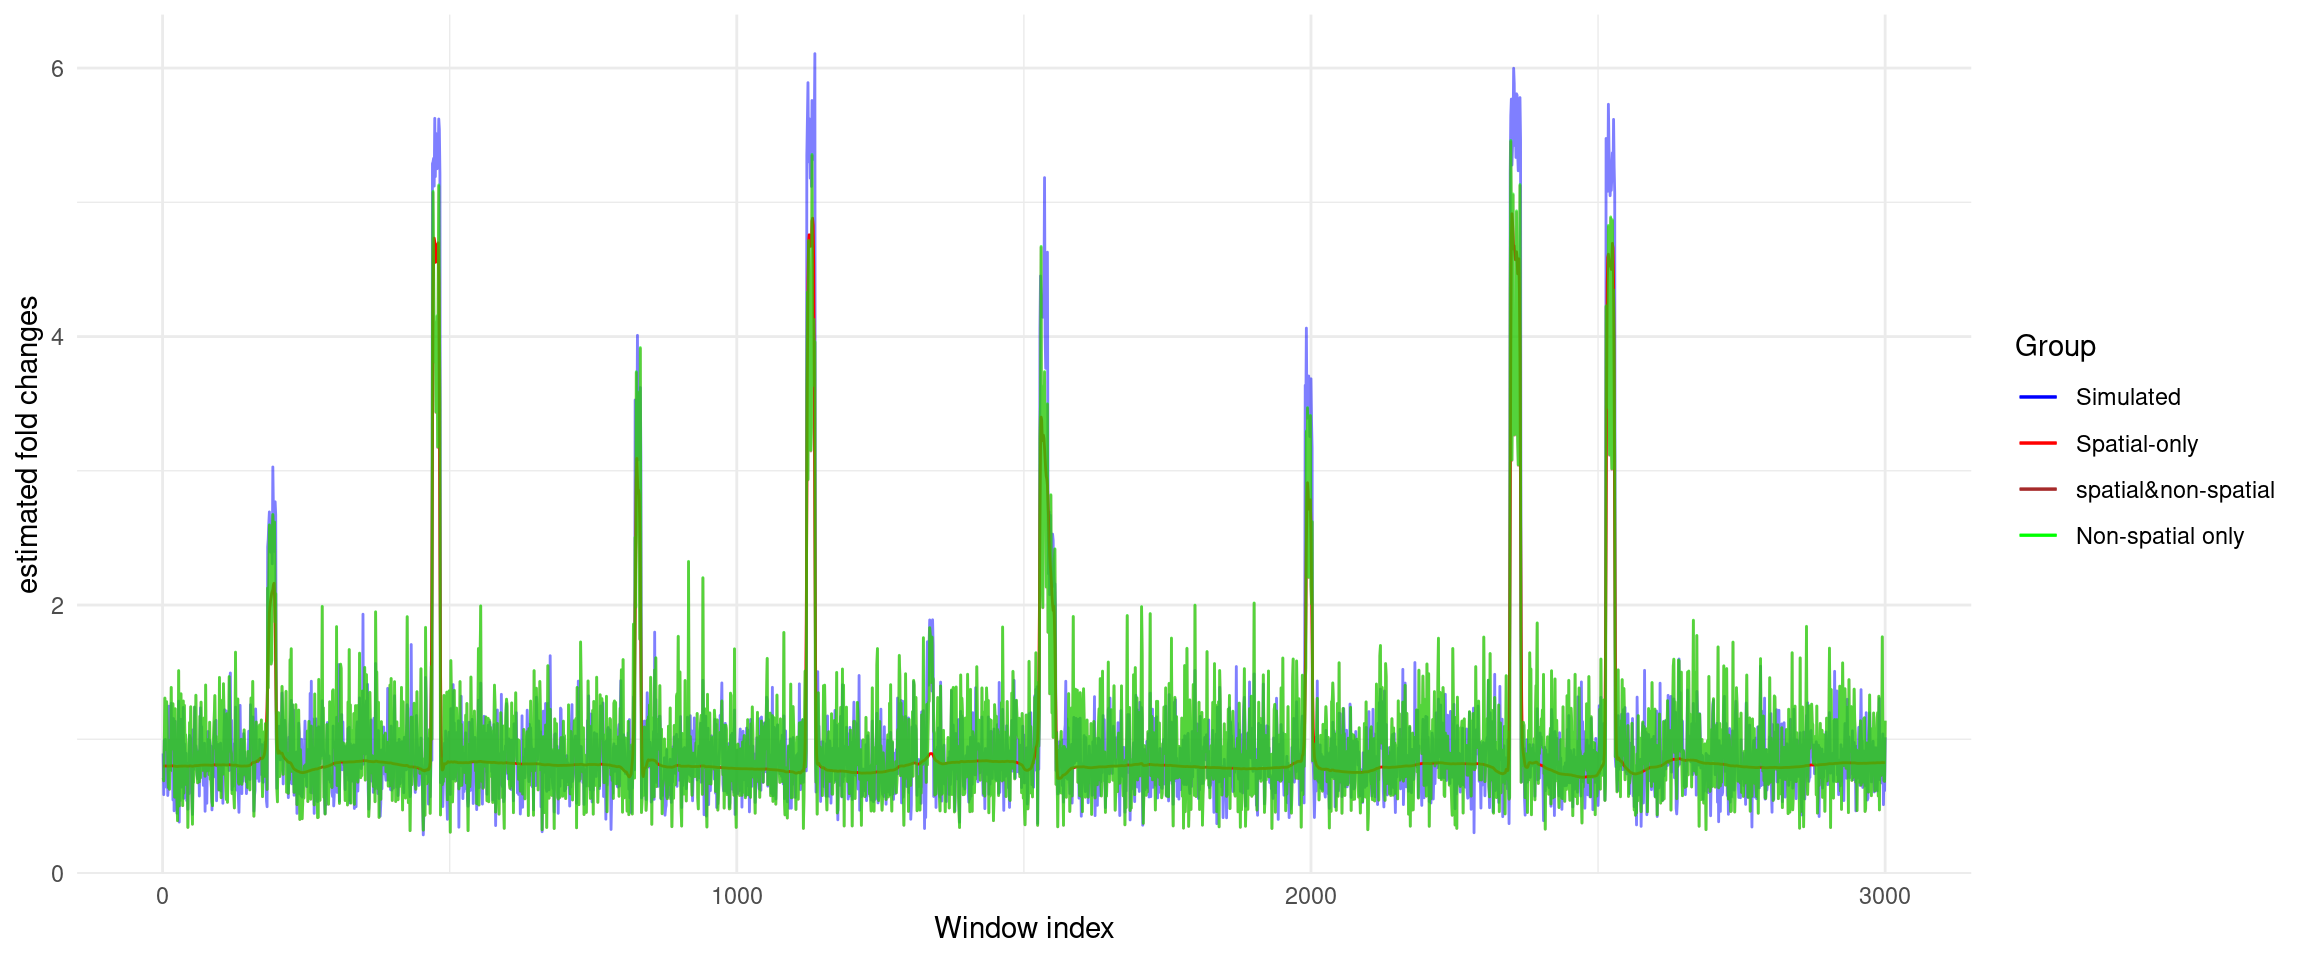 6
4
2
0
estimated fold changes
0
1000
2000
3000
Window index
Group
Simulated
Spatial-only
spatial&non-spatial
Non-spatial only